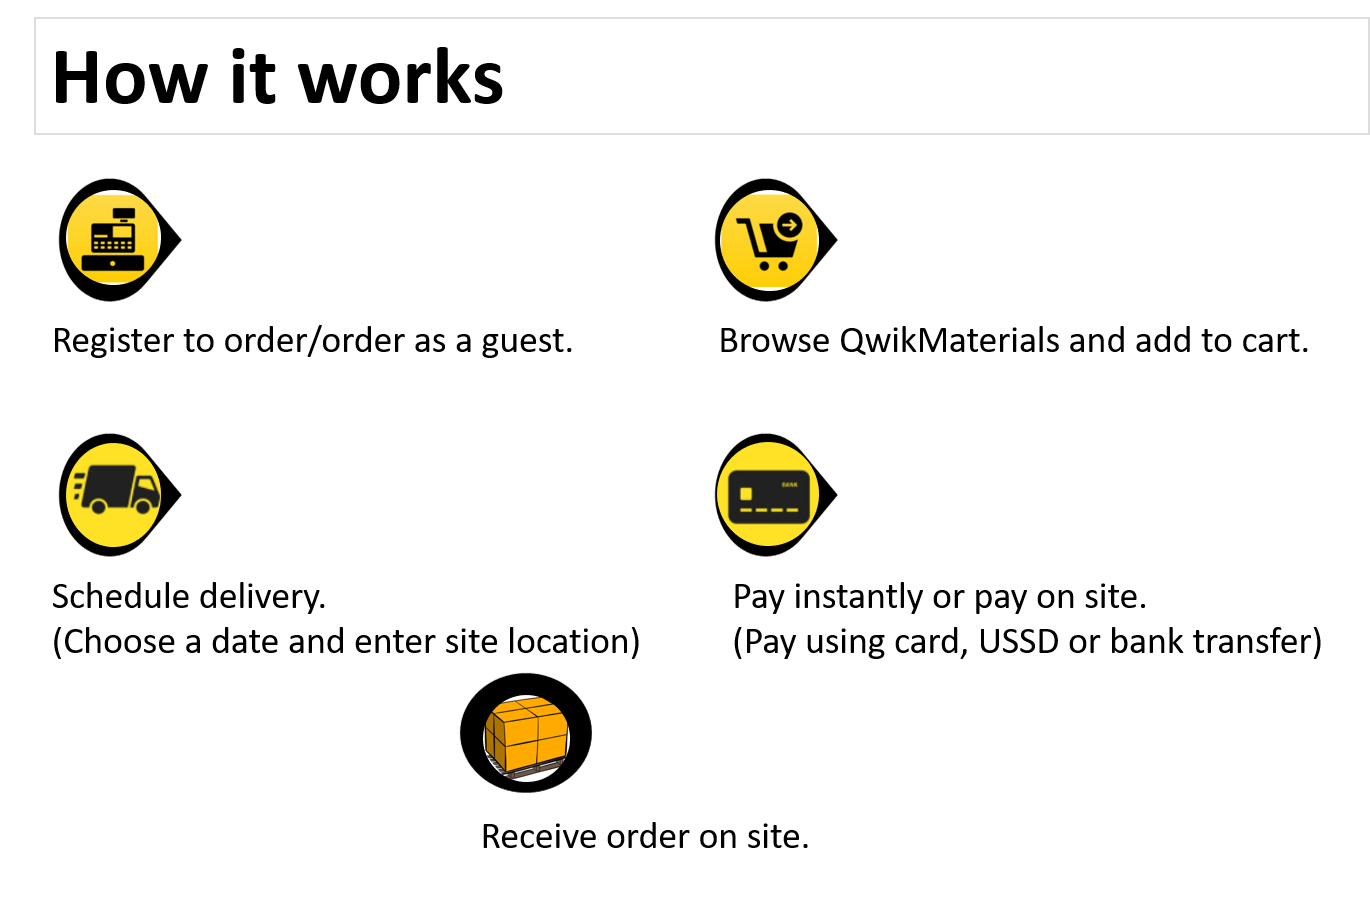 How it works
Register to order/order as a guest.
Browse QwikMaterials and add to cart.
BANK
Schedule delivery.
(Choose a date and enter site location)
Pay instantly or pay on site.
(Pay using card, USSD or bank transfer)
Receive order on site.